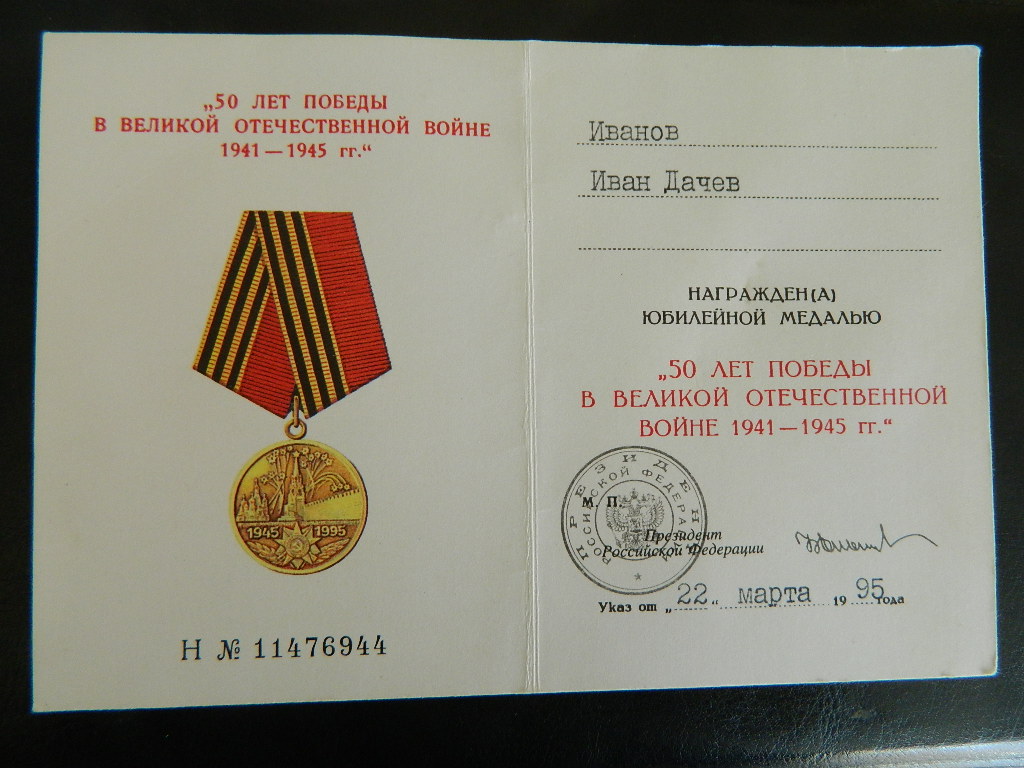 „50 ЛЕТ ПОБЕДЫ
В ВЕЛИКОЙ ОТЕЧЕСТВЕННОЙ ВОЙНЕ
1941 — 1945 гг.“
1945 1995
Н № 11476944
Иванов
Иван Дачев
НАГРАЖДЕН(А)
ЮБИЛЕЙНОЙ МЕДАЛЬЮ
„50 ЛЕТ ПОБЕДЫ
В ВЕЛИКОЙ ОТЕЧЕСТВЕННОЙ
ВОЙНЕ 1941 — 1945 гг.“
ПРЕЗИДЕНТ
РОССИЙСКОЙ ФЕДЕРАЦИИ
М. П.
Президент
Российской Федерации
Указ от „22“ марта 1995 года